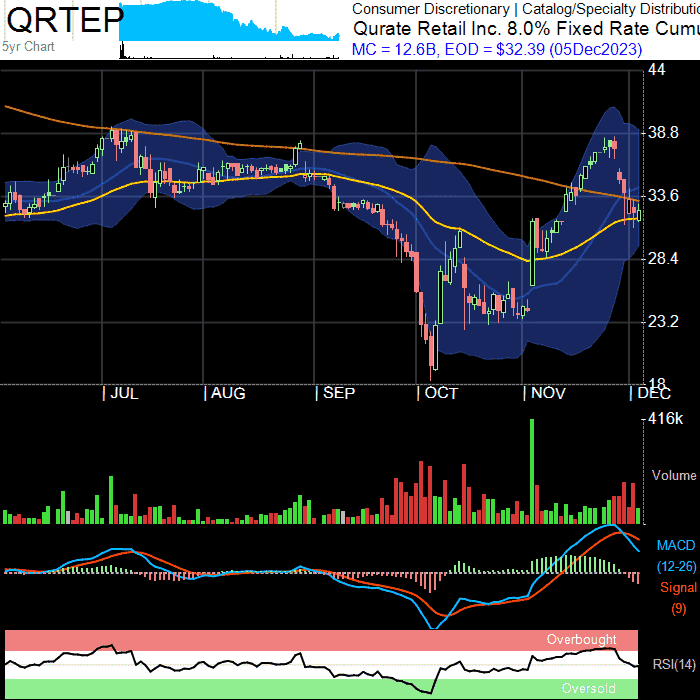 QRTEP
5yr Chart
Consumer Discretionary | Catalog/Specialty Distributio
Qurate Retail Inc. 8.0% Fixed Rate Cumu
MC = 12.6B, EOD = $32.39 (05Dec2023)
44
38.8
33.6
28.4
23.2
18
| JUL | AUG | SEP | OCT | NOV | DEC
416k
Volume
MACD
(12-26)
Signal
(9)
Overbought
RSI(14)
Oversold